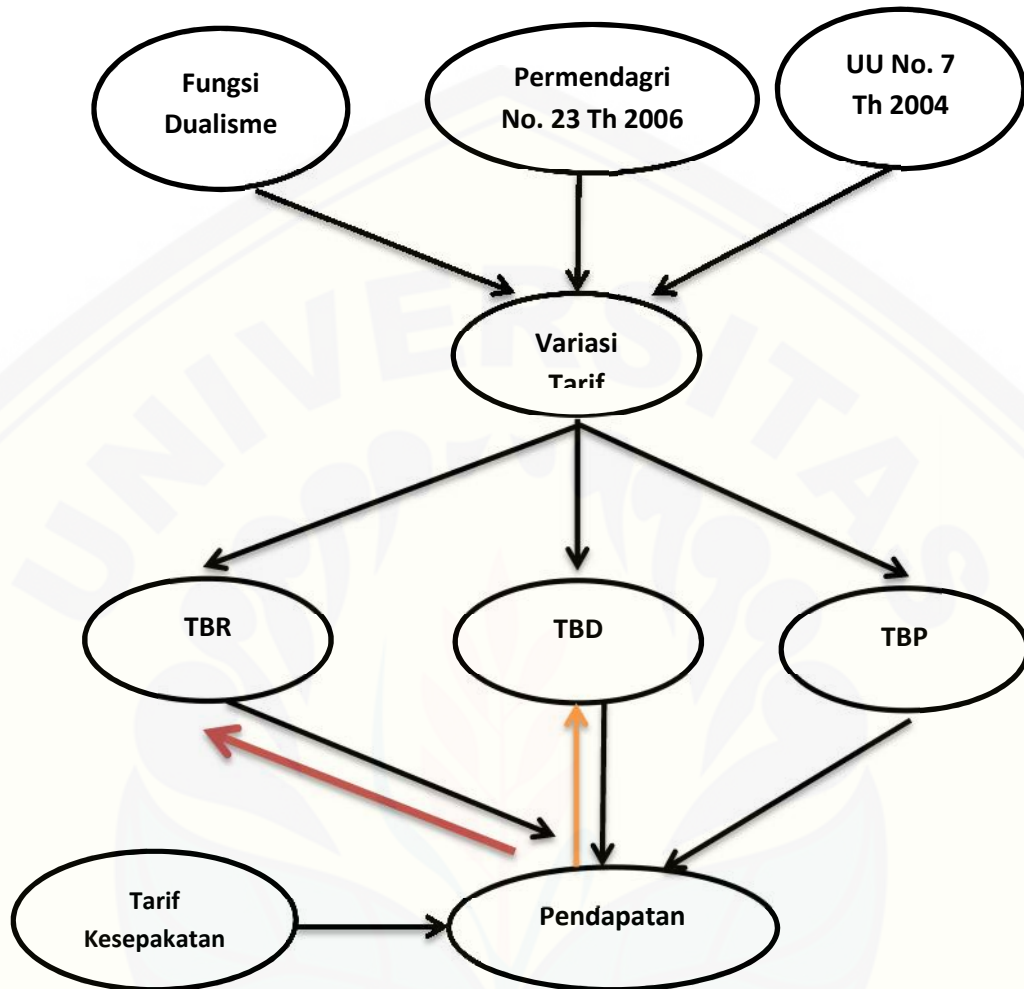 Fungsi
Dualisme
Permendagri
No. 23 Th 2006
UU No. 7
Th 2004
Variasi
Tarif
UNIVERSITAS
TBR
TBD
TBP
Tarif
Kesepakatan
Pendapatan